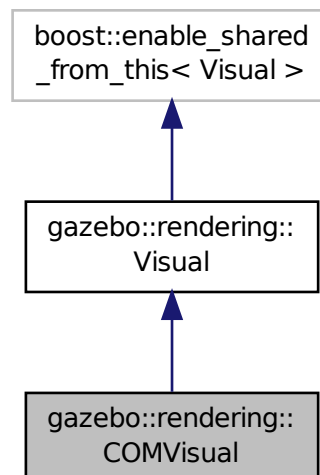 boost::enable_shared
_from_this< Visual >
gazebo::rendering::
Visual
gazebo::rendering::
COMVisual